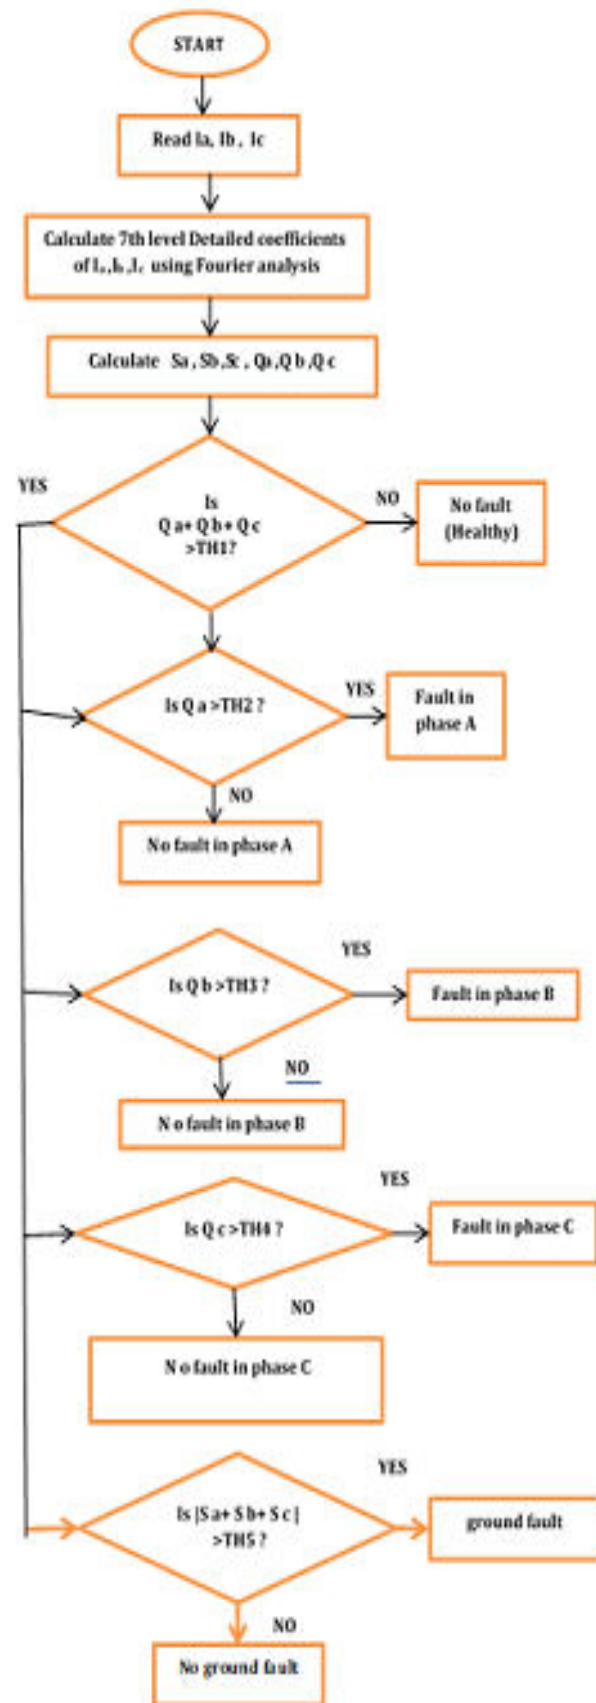 START
Read Ia, Ib , Ic
Calculate 7th level Detailed coefficients
of Iₐ,I♭,I꜀ using Fourier analysis
Calculate Sa , Sb ,Sc , Qa ,Q b ,Q c
YES
Is
Q a+ Q b+ Q c
>TH1?
NO
No fault
(Healthy)
Is Q a >TH2 ?
YES
Fault in
phase A
NO
No fault in phase A
Is Q b >TH3 ?
YES
Fault in phase B
NO
N o fault in phase B
Is Q c >TH4 ?
YES
Fault in phase C
NO
N o fault in phase C
Is |S a+ S b+ S c |
>TH5 ?
YES
ground fault
NO
No ground fault